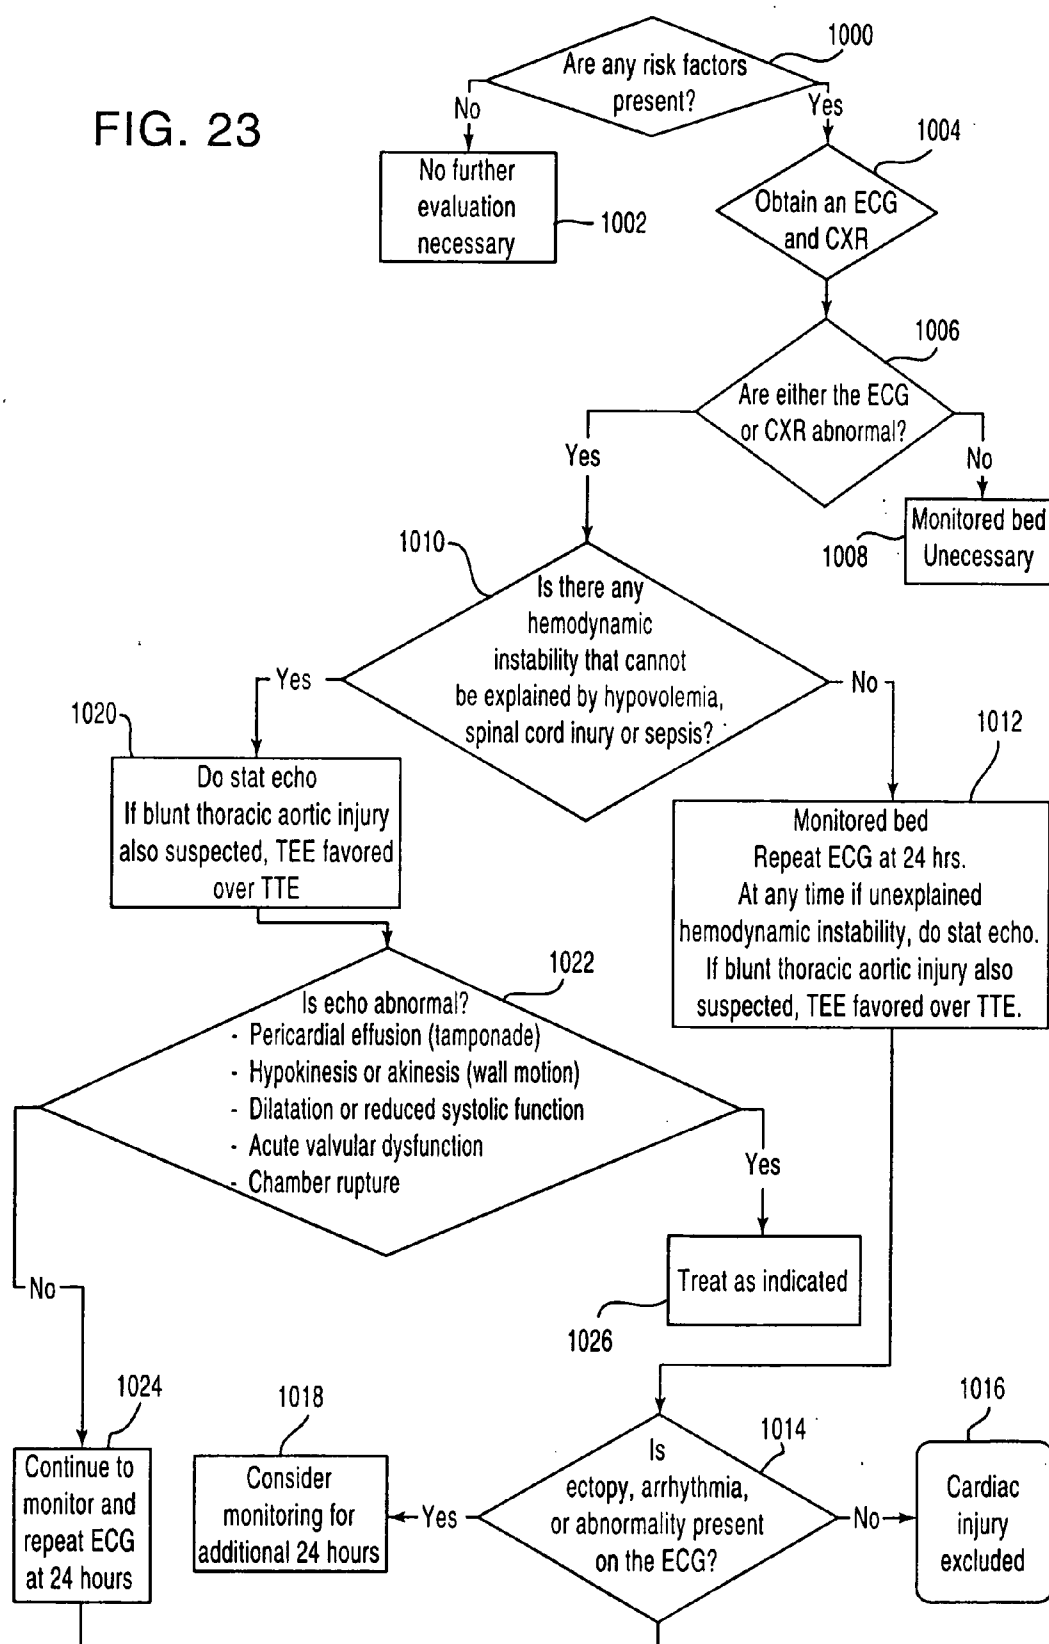 FIG. 23
1000
Are any risk factors
present?
No
Yes
No further
evaluation
necessary
1002
1004
Obtain an ECG
and CXR
1006
Are either the ECG
or CXR abnormal?
Yes
No
Monitored bed
Unecessary
1008
1010
Is there any
hemodynamic
instability that cannot
be explained by hypovolemia,
spinal cord inury or sepsis?
Yes
No
1020
Do stat echo
If blunt thoracic aortic injury
also suspected, TEE favored
over TTE
1012
Monitored bed
Repeat ECG at 24 hrs.
At any time if unexplained
hemodynamic instability, do stat echo.
If blunt thoracic aortic injury also
suspected, TEE favored over TTE.
1022
Is echo abnormal?
- Pericardial effusion (tamponade)
- Hypokinesis or akinesis (wall motion)
- Dilatation or reduced systolic function
- Acute valvular dysfunction
- Chamber rupture
Yes
No
Treat as indicated
1026
1024
Continue to
monitor and
repeat ECG
at 24 hours
1018
Consider
monitoring for
additional 24 hours
Yes
1014
Is
ectopy, arrhythmia,
or abnormality present
on the ECG?
No
1016
Cardiac
injury
excluded